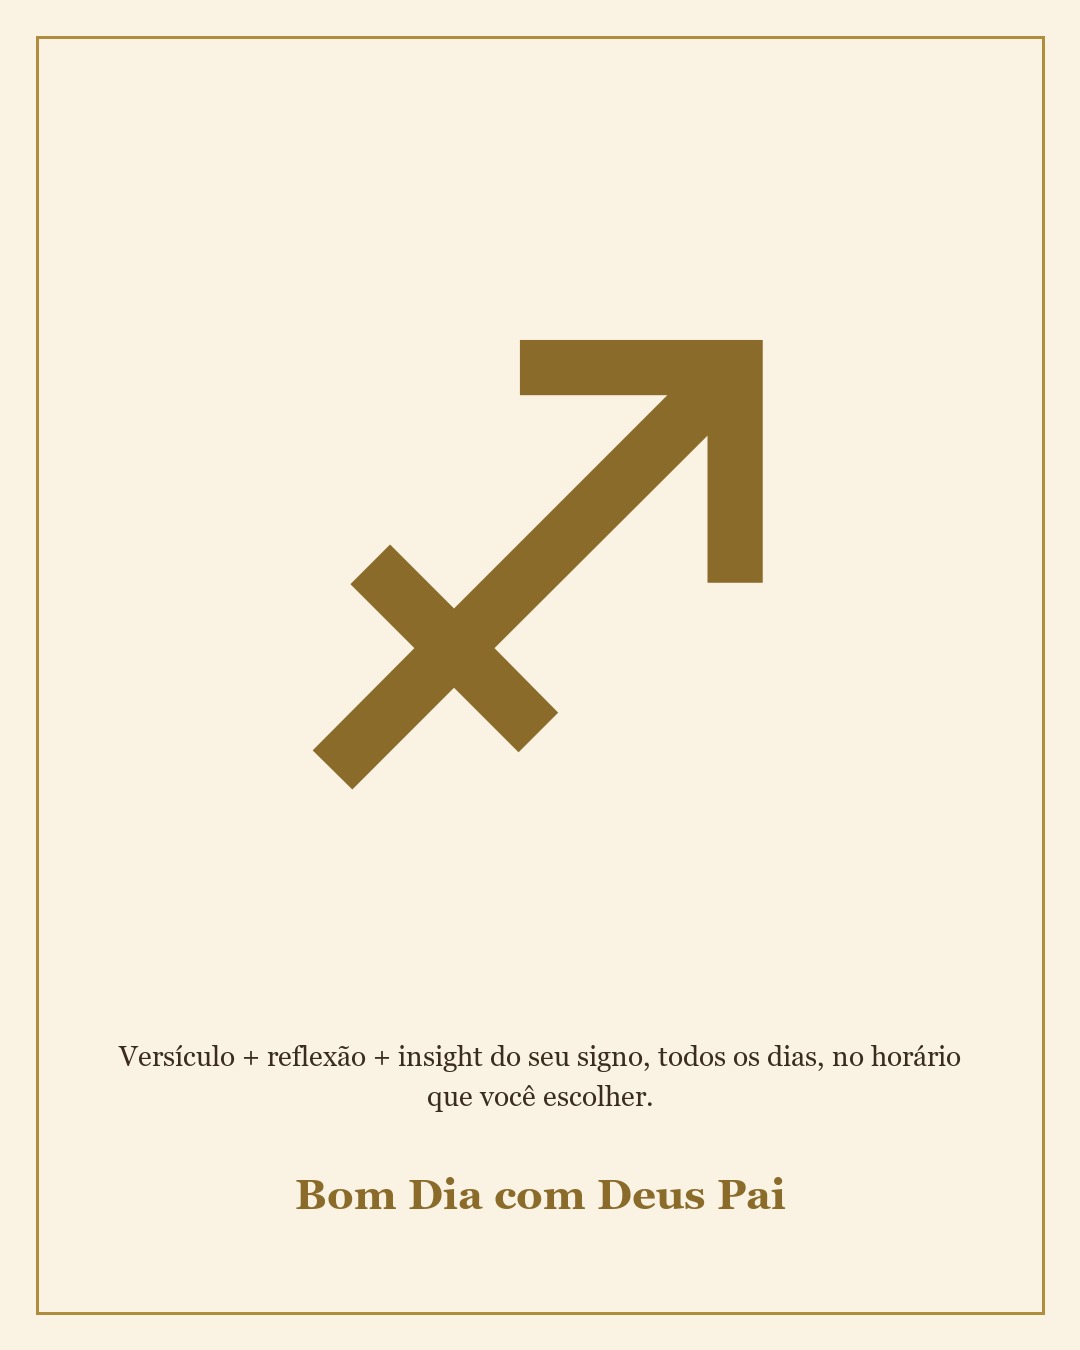 Versículo + reflexão + insight do seu signo, todos os dias, no horário
que você escolher.
Bom Dia com Deus Pai